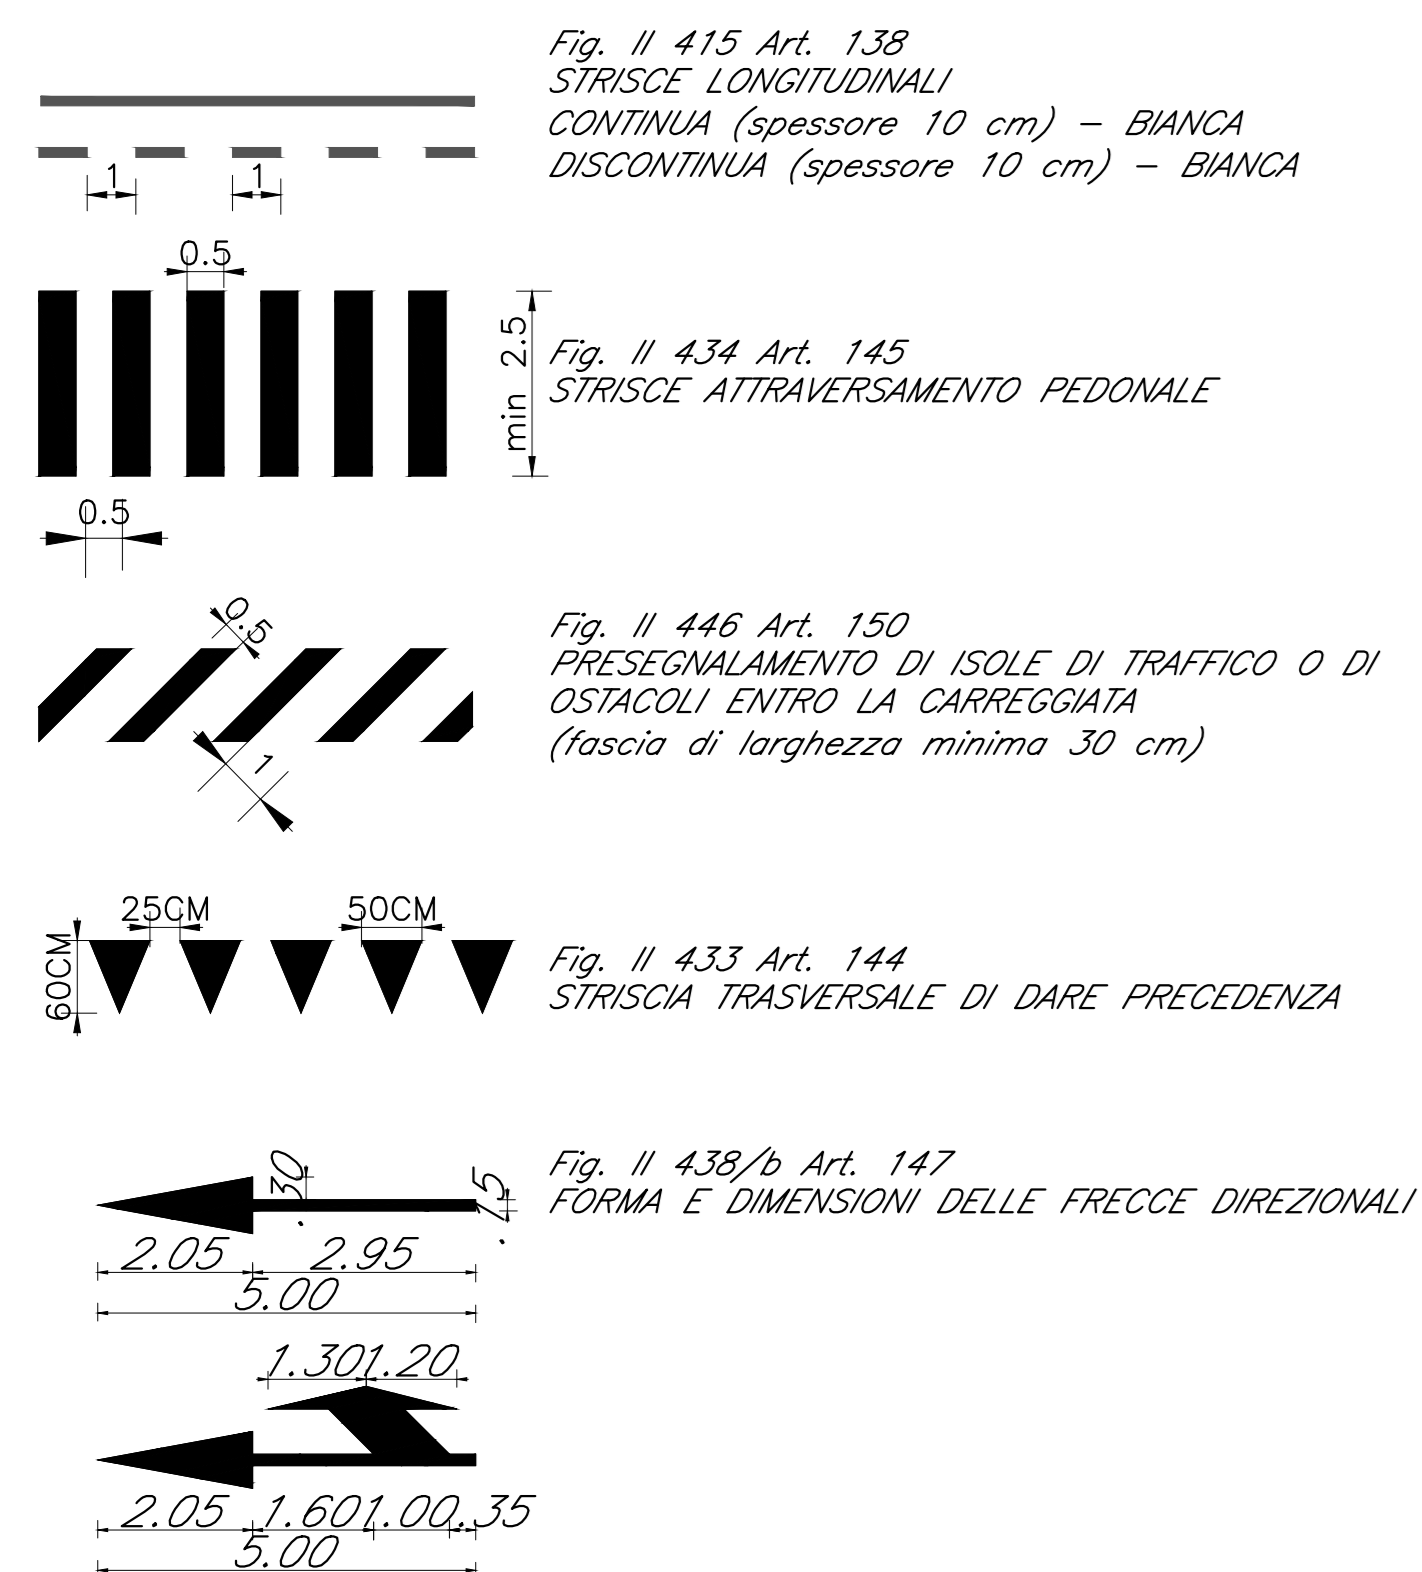 Fig. II 415 Art. 138
STRISCE LONGITUDINALI
CONTINUA (spessore 10 cm) – BIANCA
DISCONTINUA (spessore 10 cm) – BIANCA
1 1
0.5
min 2.5
Fig. II 434 Art. 145
STRISCE ATTRAVERSAMENTO PEDONALE
0.5
0.5
Fig. II 446 Art. 150
PRESEGNALAMENTO DI ISOLE DI TRAFFICO O DI
OSTACOLI ENTRO LA CARREGGIATA
(fascia di larghezza minima 30 cm)
1
25CM 50CM
60CM
Fig. II 433 Art. 144
STRISCIA TRASVERSALE DI DARE PRECEDENZA
Fig. II 438/b Art. 147
FORMA E DIMENSIONI DELLE FRECCE DIREZIONALI
.30 .15
2.05 2.95
5.00
1.30 1.20
2.05 1.60 1.00 .35
5.00